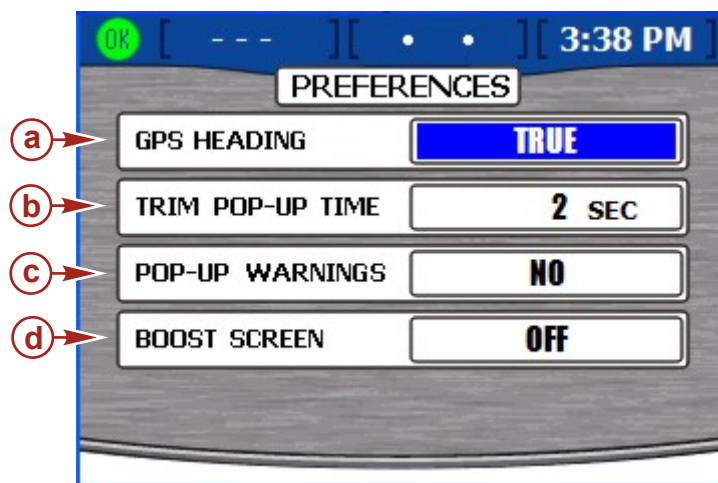 OK [ --- ][ • • ][ 3:38 PM ]
PREFERENCES
a GPS HEADING TRUE
b TRIM POP-UP TIME 2 SEC
c POP-UP WARNINGS NO
d BOOST SCREEN OFF